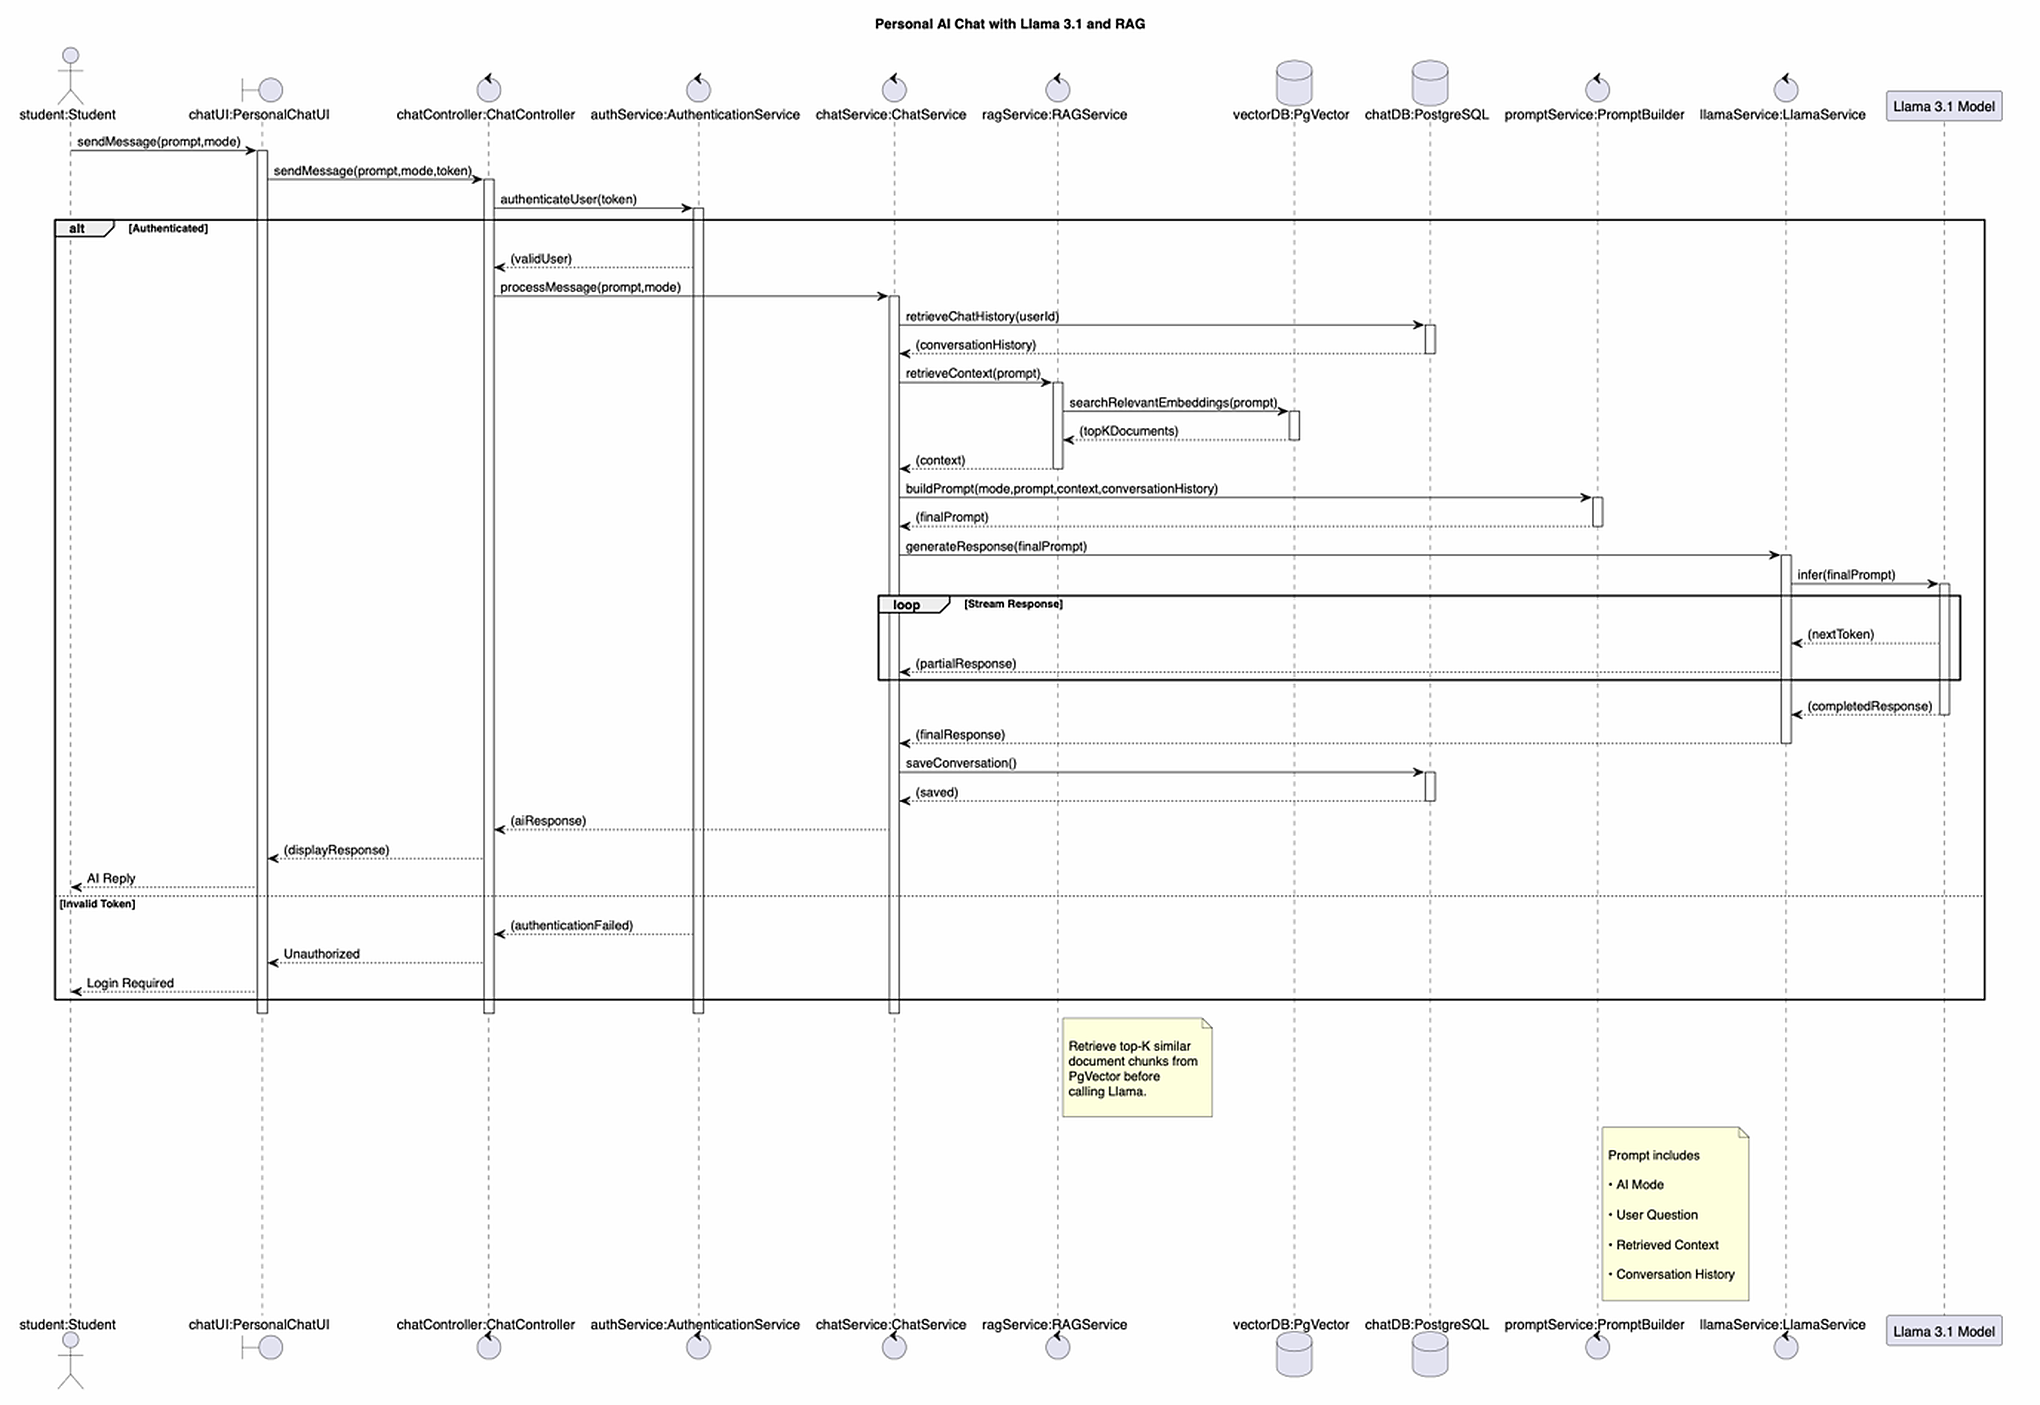 Personal AI Chat with Llama 3.1 and RAG
student:Student
chatUI:PersonalChatUI
chatController:ChatController
authService:AuthenticationService
chatService:ChatService
ragService:RAGService
vectorDB:PgVector
chatDB:PostgreSQL
promptService:PromptBuilder
llamaService:LlamaService
Llama 3.1 Model
sendMessage(prompt,mode)
sendMessage(prompt,mode,token)
authenticateUser(token)
alt
[Authenticated]
(validUser)
processMessage(prompt,mode)
retrieveChatHistory(userId)
(conversationHistory)
retrieveContext(prompt)
searchRelevantEmbeddings(prompt)
(topKDocuments)
(context)
buildPrompt(mode,prompt,context,conversationHistory)
(finalPrompt)
generateResponse(finalPrompt)
infer(finalPrompt)
loop
[Stream Response]
(nextToken)
(partialResponse)
(completedResponse)
(finalResponse)
saveConversation()
(saved)
(aiResponse)
(displayResponse)
AI Reply
[Invalid Token]
(authenticationFailed)
Unauthorized
Login Required
Retrieve top-K similar
document chunks from
PgVector before
calling Llama.
Prompt includes
• AI Mode
• User Question
• Retrieved Context
• Conversation History
student:Student
chatUI:PersonalChatUI
chatController:ChatController
authService:AuthenticationService
chatService:ChatService
ragService:RAGService
vectorDB:PgVector
chatDB:PostgreSQL
promptService:PromptBuilder
llamaService:LlamaService
Llama 3.1 Model